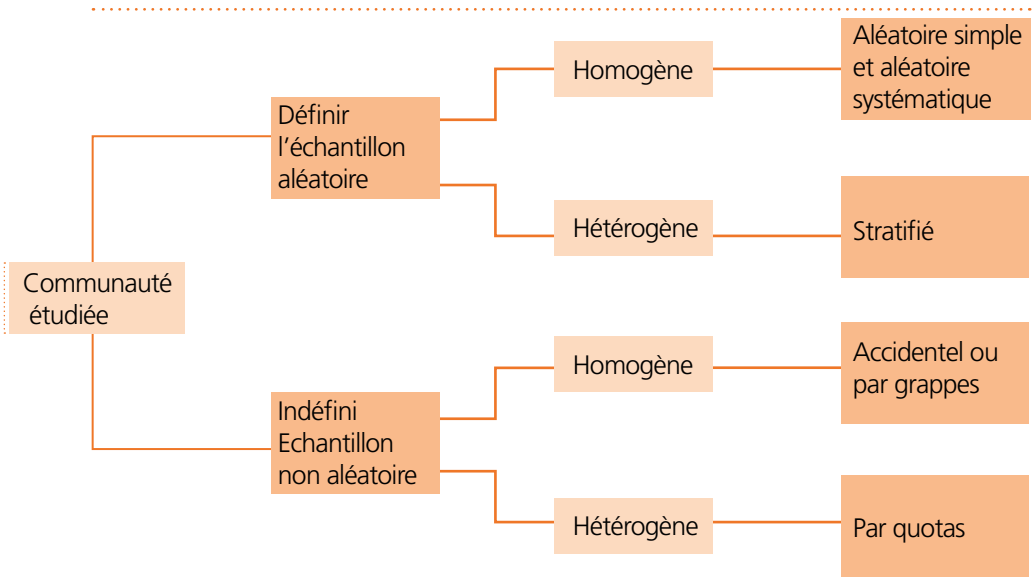 Communauté
étudiée
Définir
l'échantillon
aléatoire
Homogène
Aléatoire simple
et aléatoire
systématique
Hétérogène
Stratifié
Indéfini
Echantillon
non aléatoire
Homogène
Accidentel ou
par grappes
Hétérogène
Par quotas